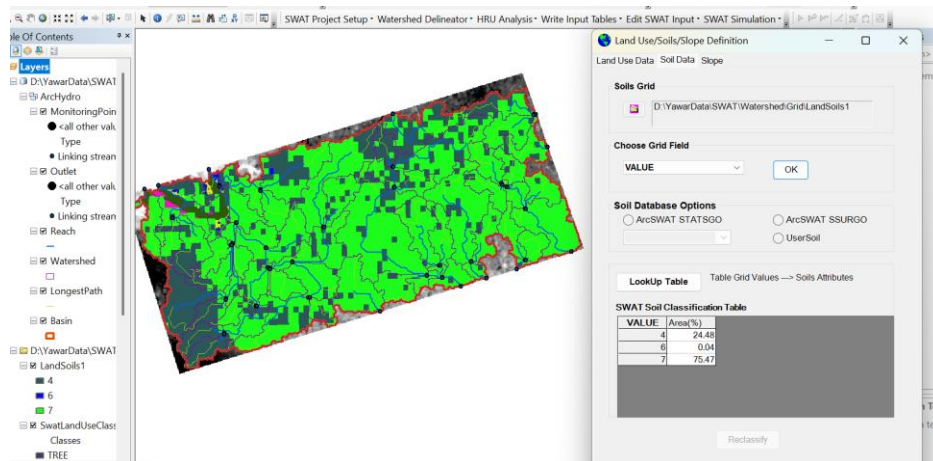 SWAT Project Setup Watershed Delineator HRU Analysis Write Input Tables Edit SWAT Input SWAT Simulation
ble Of Contents
Layers
D:\YawarData\SWAT
ArcHydro
MonitoringPoin
<all other valu
Type
Linking strean
Outlet
<all other valu
Type
Linking strean
Reach
Watershed
LongestPath
Basin
D:\YawarData\SWAT
LandSoils1
4
6
7
SwatLandUseClass
Classes
TREE
Land Use/Soils/Slope Definition
Land Use Data Soil Data Slope
Soils Grid
D:\YawarData\SWAT\Watershed\Grid\LandSoils1
Choose Grid Field
VALUE
OK
Soil Database Options
ArcSWAT STATSGO ArcSWAT SSURGO
UserSoil
LookUp Table Table Grid Values ---> Soils Attributes
SWAT Soil Classification Table
VALUE Area(%)
4 24.48
6 0.04
7 75.47
Reclassify